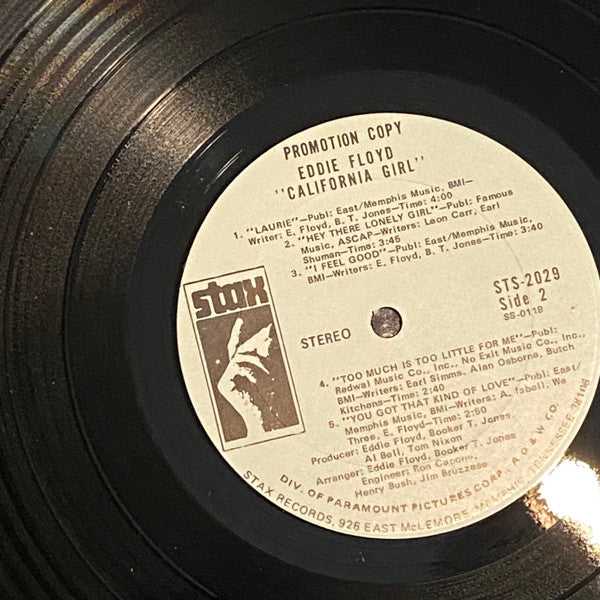 PROMOTION COPY
EDDIE FLOYD
"CALIFORNIA GIRL"
1. "LAURIE"—Publ: East/Memphis Music, BMI—
Writer: E. Floyd, B. T. Jones—Time: 4:00
2. "HEY THERE LONELY GIRL"—Publ: Famous
Music, ASCAP—Writers: Leon Carr, Earl
Shuman—Time: 3:45
3. "I FEEL GOOD"—Publ: East/Memphis Music,
BMI—Writers: E. Floyd, B. T. Jones—Time: 3:40
stax
STEREO
STS-2029
Side 2
SS-0119
4. "TOO MUCH IS TOO LITTLE FOR ME"—Publ:
Redwal Music Co., Inc., No Exit Music Co., Inc.,
BMI—Writers: Earl Simms, Alan Osborne, Butch
Kitchens—Time: 2:40
5. "YOU GOT THAT KIND OF LOVE"—Publ: East/
Memphis Music, BMI—Writers: A. Isbell, We
Three, E. Floyd—Time: 2:50
Producer: Eddie Floyd, Booker T. Jones,
Al Bell, Tom Nixon
Arranger: Eddie Floyd, Booker T. Jones
Engineer: Ron Capone,
Henry Bush, Jim Bruzzese
DIV. OF PARAMOUNT PICTURES CORP., A G & W CO.
STAX RECORDS, 926 EAST McLEMORE,